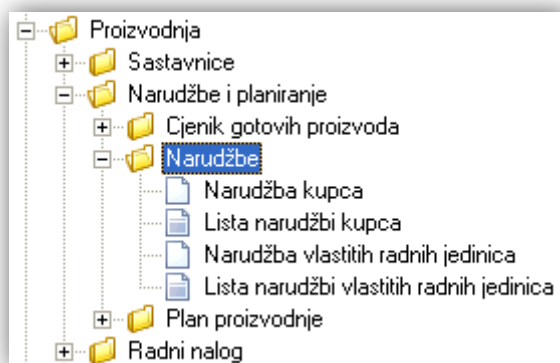 Proizvodnja
Sastavnice
Narudžbe i planiranje
Cjenik gotovih proizvoda
Narudžbe
Narudžba kupca
Lista narudžbi kupca
Narudžba vlastitih radnih jedinica
Lista narudžbi vlastitih radnih jedinica
Plan proizvodnje
Radni nalog